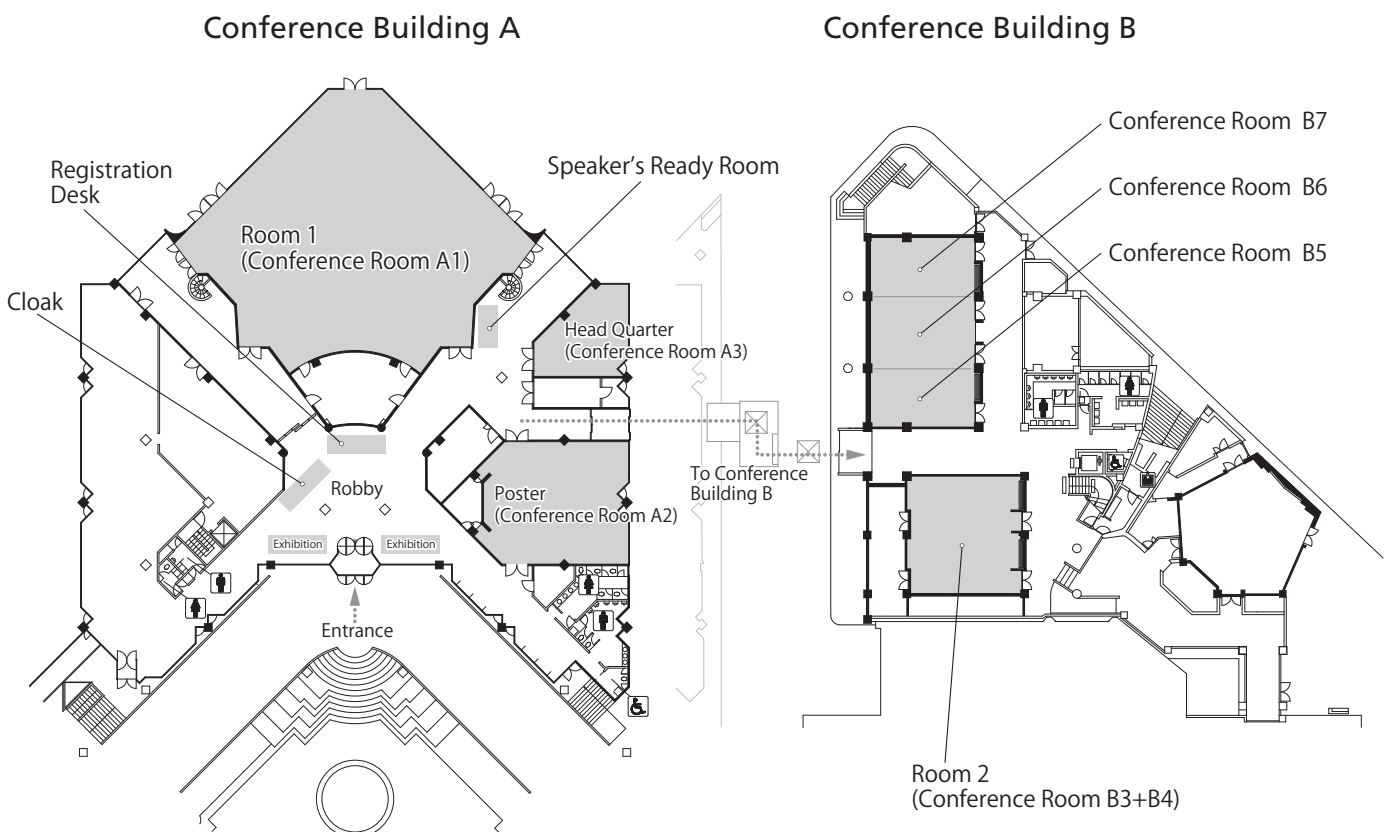 Conference Building A
Conference Building B
Registration
Desk
Speaker's Ready Room
Conference Room B7
Conference Room B6
Conference Room B5
Room 1
(Conference Room A1)
Cloak
Head Quarter
(Conference Room A3)
To Conference
Building B
Robby
Poster
(Conference Room A2)
Exhibition
Exhibition
Entrance
Room 2
(Conference Room B3+B4)